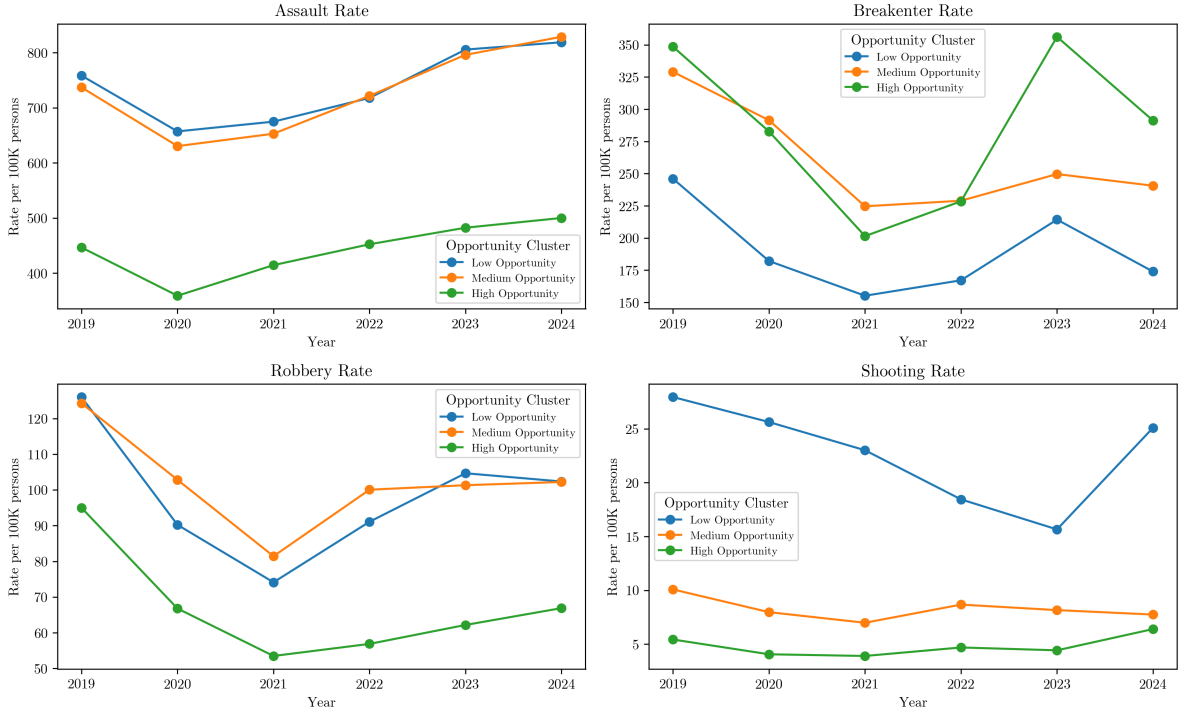 Assault Rate
Rate per 100K persons
800
700
600
500
400
Opportunity Cluster
Low Opportunity
Medium Opportunity
High Opportunity
2019 2020 2021 2022 2023 2024
Year
Breakenter Rate
Rate per 100K persons
350
325
300
275
250
225
200
175
150
Opportunity Cluster
Low Opportunity
Medium Opportunity
High Opportunity
2019 2020 2021 2022 2023 2024
Year
Robbery Rate
Rate per 100K persons
120
110
100
90
80
70
60
50
Opportunity Cluster
Low Opportunity
Medium Opportunity
High Opportunity
2019 2020 2021 2022 2023 2024
Year
Shooting Rate
Rate per 100K persons
25
20
15
10
5
Opportunity Cluster
Low Opportunity
Medium Opportunity
High Opportunity
2019 2020 2021 2022 2023 2024
Year